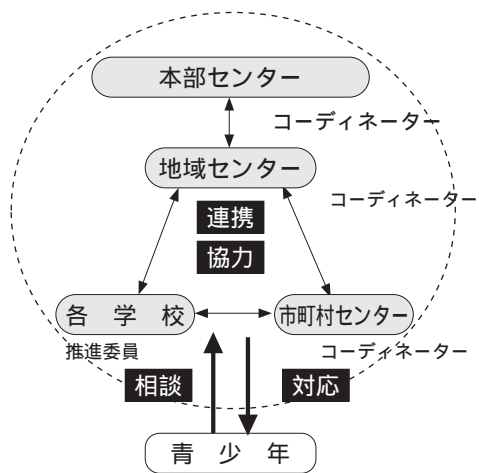 本部センター
コーディネーター
地域センター
コーディネーター
連携
協力
各 学 校
市町村センター
推進委員
コーディネーター
相談
対応
青 少 年